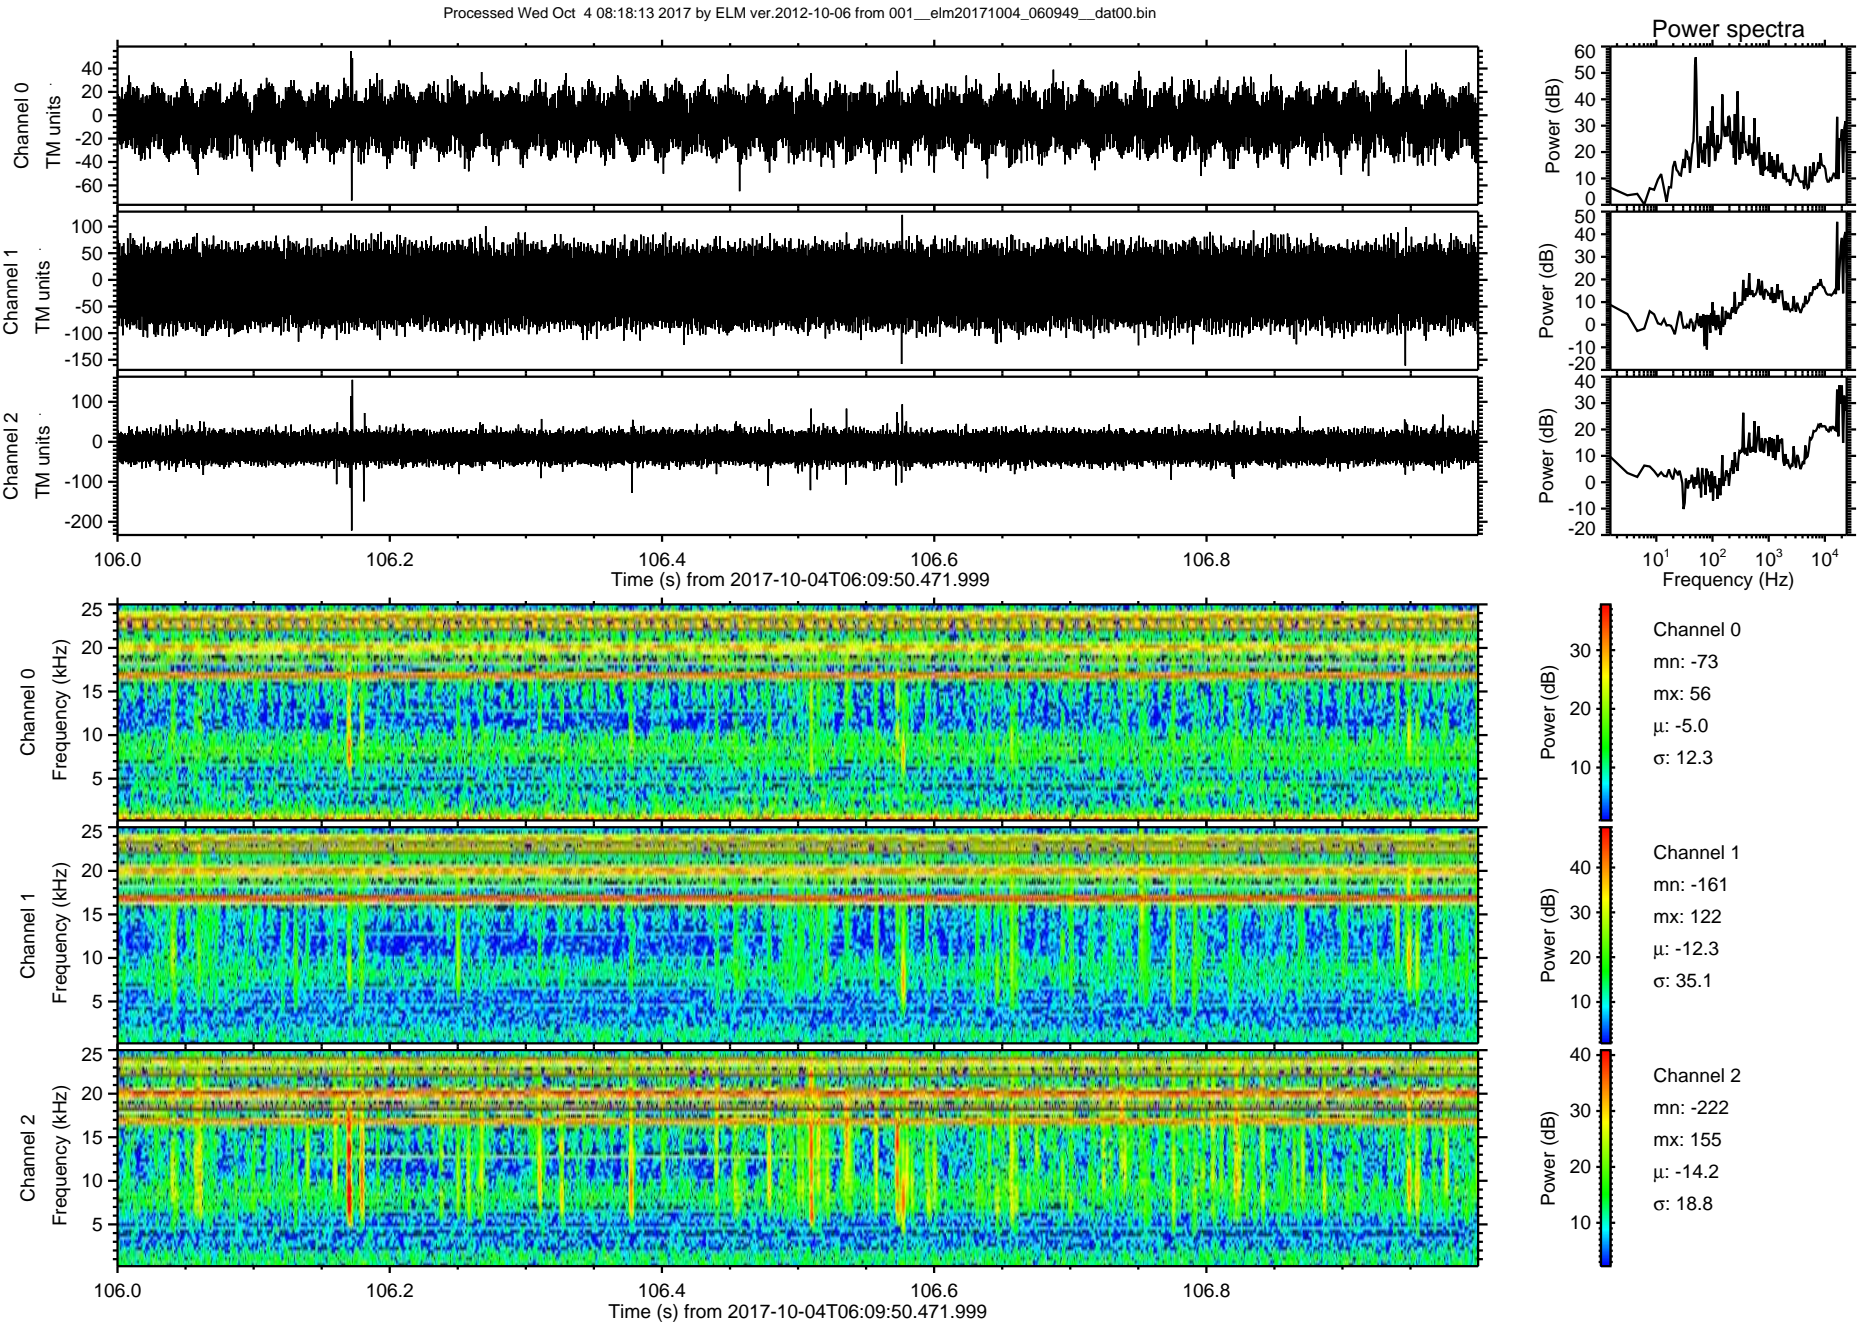 Processed Wed Oct  4 08:18:13 2017 by ELM ver.2012-10-06 from 001__elm20171004_060949__dat00.bin
Power spectra
Channel 0
TM units
40
20
0
-20
-40
-60
Power (dB)
60
50
40
30
20
10
0
Channel 1
TM units
100
50
0
-50
-100
-150
Power (dB)
50
40
30
20
10
0
-10
-20
Channel 2
TM units
100
0
-100
-200
Power (dB)
40
30
20
10
0
-10
-20
106.0 106.2 106.4 106.6 106.8
Time (s) from 2017-10-04T06:09:50.471.999
10^1 10^2 10^3 10^4
Frequency (Hz)
Channel 0
Frequency (kHz)
25
20
15
10
5
Power (dB)
30
20
10
Channel 0
mn: -73
mx: 56
μ: -5.0
σ: 12.3
Channel 1
Frequency (kHz)
25
20
15
10
5
Power (dB)
40
30
20
10
Channel 1
mn: -161
mx: 122
μ: -12.3
σ: 35.1
Channel 2
Frequency (kHz)
25
20
15
10
5
Power (dB)
40
30
20
10
Channel 2
mn: -222
mx: 155
μ: -14.2
σ: 18.8
106.0 106.2 106.4 106.6 106.8
Time (s) from 2017-10-04T06:09:50.471.999